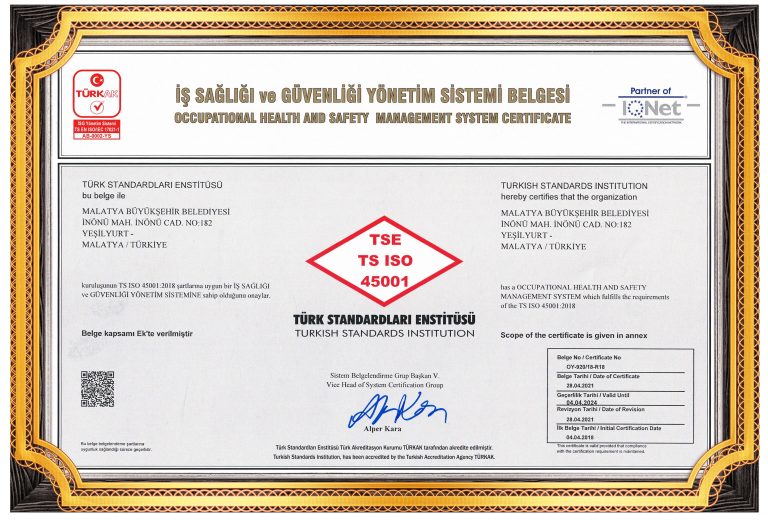 TÜRKAK
ISG Yönetim Sistemi
TS EN ISO/IEC 17021-1
AB-0002-YS
İŞ SAĞLIĞI ve GÜVENLİĞİ YÖNETİM SİSTEMİ BELGESİ
OCCUPATIONAL HEALTH AND SAFETY MANAGEMENT SYSTEM CERTIFICATE
Partner of
IQNet
THE INTERNATIONAL CERTIFICATION NETWORK
TÜRK STANDARDLARI ENSTİTÜSÜ
bu belge ile
MALATYA BÜYÜKŞEHİR BELEDİYESİ
İNÖNÜ MAH. İNÖNÜ CAD. NO:182
YEŞİLYURT -
MALATYA / TÜRKİYE
kuruluşunun TS ISO 45001:2018 şartlarına uygun bir İŞ SAĞLIĞI
ve GÜVENLİĞİ YÖNETİM SİSTEMİNE sahip olduğunu onaylar.
Belge kapsamı Ek'te verilmiştir
Bu belge belgelendirme şartlarına
uygunluk sağlandığı sürece geçerlidir.
TSE
TS ISO
45001
TÜRK STANDARDLARI ENSTİTÜSÜ
TURKISH STANDARDS INSTITUTION
Sistem Belgelendirme Grup Başkan V.
Vice Head of System Certification Group
Alper Kara
Türk Standardları Enstitüsü Türk Akreditasyon Kurumu TÜRKAK tarafından akredite edilmiştir.
Turkish Standards Institution, has been accredited by the Turkish Accreditation Agency TÜRKAK.
TURKISH STANDARDS INSTITUTION
hereby certifies that the organization
MALATYA BÜYÜKŞEHİR BELEDİYESİ
İNÖNÜ MAH. İNÖNÜ CAD. NO:182
YEŞİLYURT -
MALATYA / TÜRKİYE
has a OCCUPATIONAL HEALTH AND SAFETY
MANAGEMENT SYSTEM which fulfills the requirements
of the TS ISO 45001:2018
Scope of the certificate is given in annex
Belge No / Certificate No
OY-920/18-R18
Belge Tarihi / Date of Certificate
28.04.2021
Geçerlilik Tarihi / Valid Until
04.04.2024
Revizyon Tarihi / Date of Revision
28.04.2021
İlk Belge Tarihi / Initial Certification Date
04.04.2018
This certificate is valid provided that compliance
with the certification requirement is maintained.